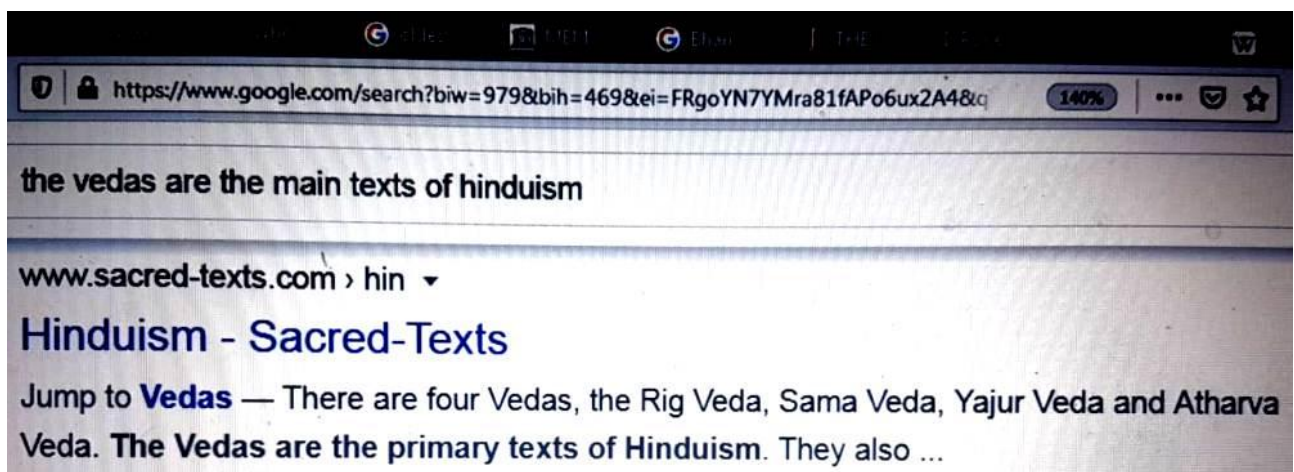 https://www.google.com/search?biw=979&bih=469&ei=FRgoYN7YMra81fAPo6ux2A4&q 140%
the vedas are the main texts of hinduism
www.sacred-texts.com › hin
Hinduism - Sacred-Texts
Jump to Vedas — There are four Vedas, the Rig Veda, Sama Veda, Yajur Veda and Atharva
Veda. The Vedas are the primary texts of Hinduism. They also ...